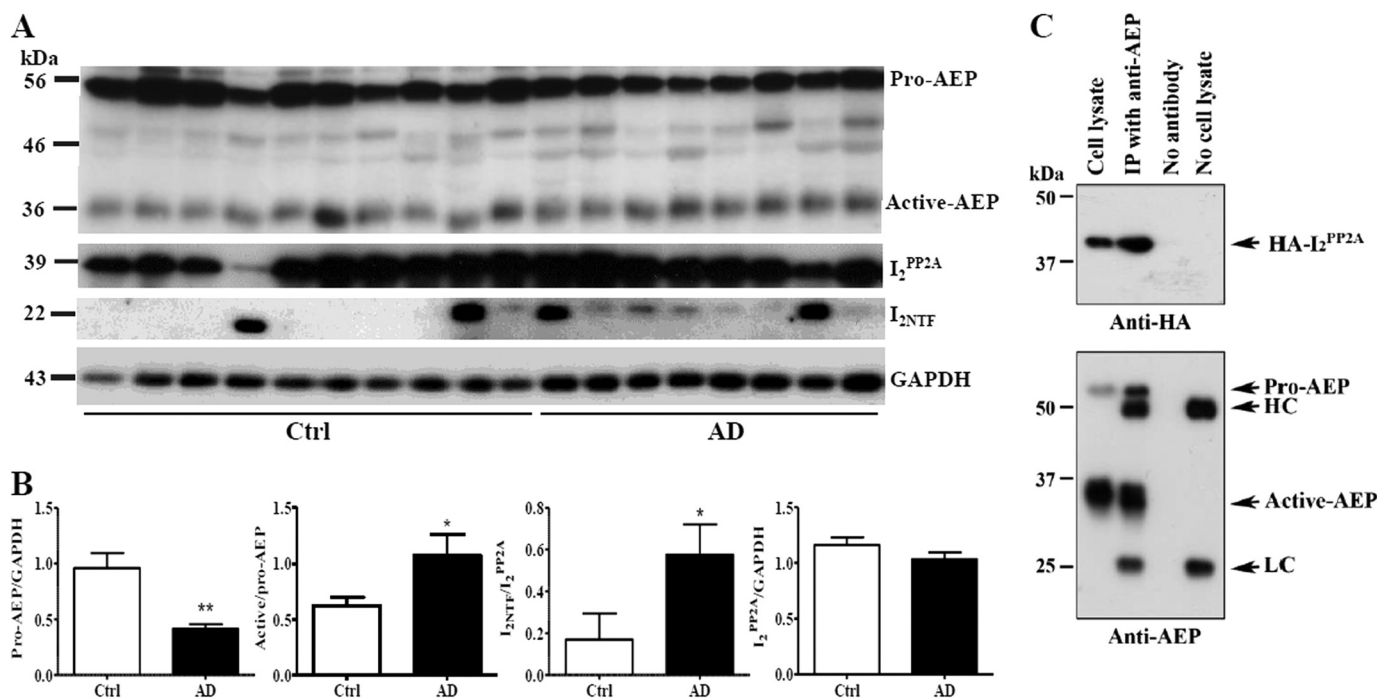 A
kDa
56
46
36
39
22
43
Pro-AEP
Active-AEP
I₂ᴾᴾ²ᴬ
I₂NTF
GAPDH
Ctrl
AD
B
Pro-AEP/GAPDH
1.5
1.0
0.5
0.0
**
Ctrl
AD
Active/pro-AEP
1.5
1.0
0.5
0.0
*
Ctrl
AD
I₂NTF/I₂ᴾᴾ²ᴬ
0.8
0.6
0.4
0.2
0.0
*
Ctrl
AD
I₂ᴾᴾ²ᴬ/GAPDH
1.5
1.0
0.5
0.0
Ctrl
AD
C
Cell lysate
IP with anti-AEP
No antibody
No cell lysate
kDa
50
37
HA-I₂ᴾᴾ²ᴬ
Anti-HA
50
37
25
Pro-AEP
HC
Active-AEP
LC
Anti-AEP